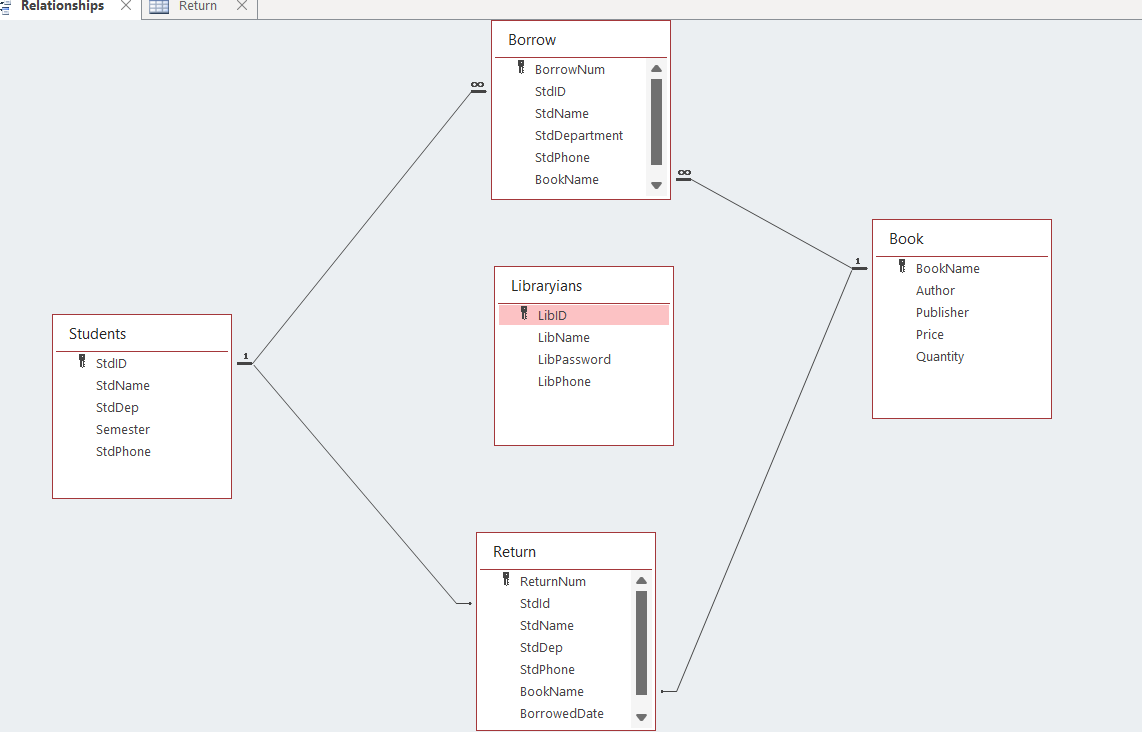 Relationships
Return
Borrow
BorrowNum
StdID
StdName
StdDepartment
StdPhone
BookName
∞
∞
Book
BookName
Author
Publisher
Price
Quantity
1
Libraryians
LibID
LibName
LibPassword
LibPhone
Students
StdID
StdName
StdDep
Semester
StdPhone
1
Return
ReturnNum
StdId
StdName
StdDep
StdPhone
BookName
BorrowedDate